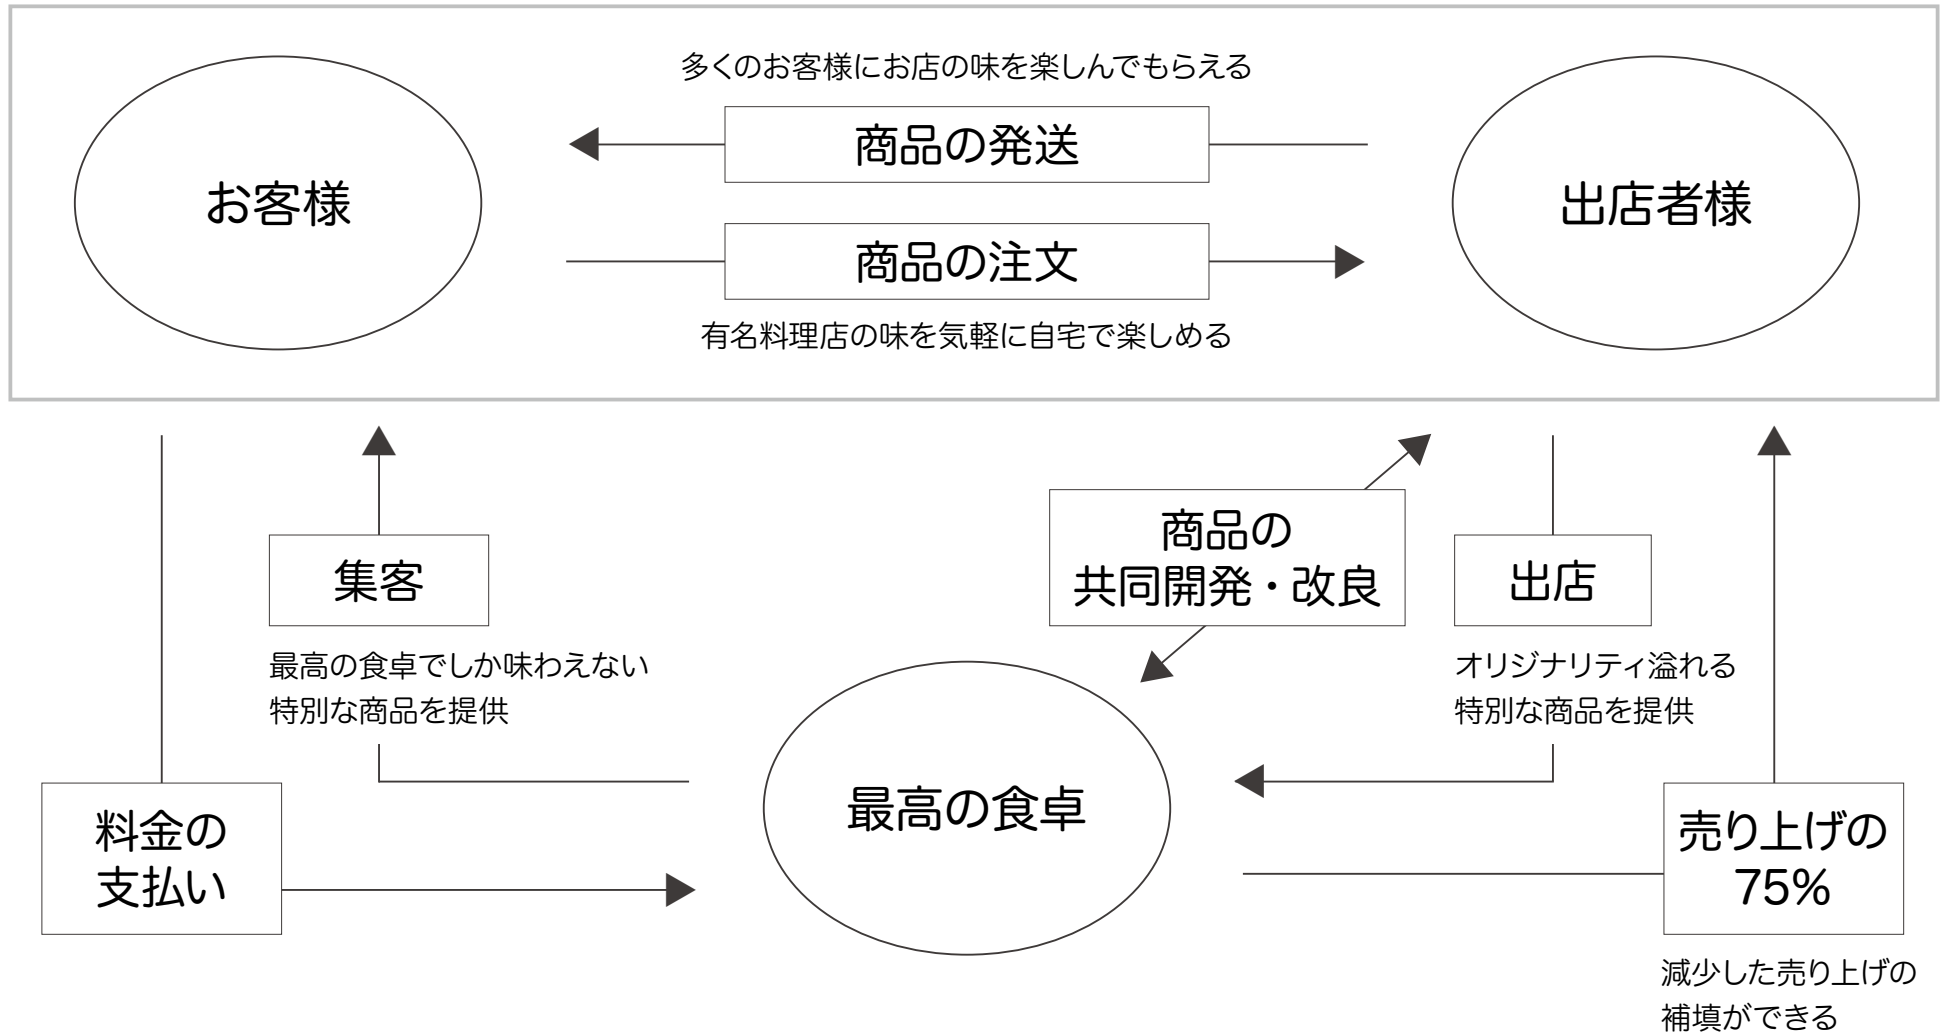 多くのお客様にお店の味を楽しんでもらえる
商品の発送
お客様
出店者様
商品の注文
有名料理店の味を気軽に自宅で楽しめる
商品の
共同開発・改良
集客
出店
最高の食卓でしか味わえない
特別な商品を提供
オリジナリティ溢れる
特別な商品を提供
最高の食卓
料金の
支払い
売り上げの
75%
減少した売り上げの
補填ができる